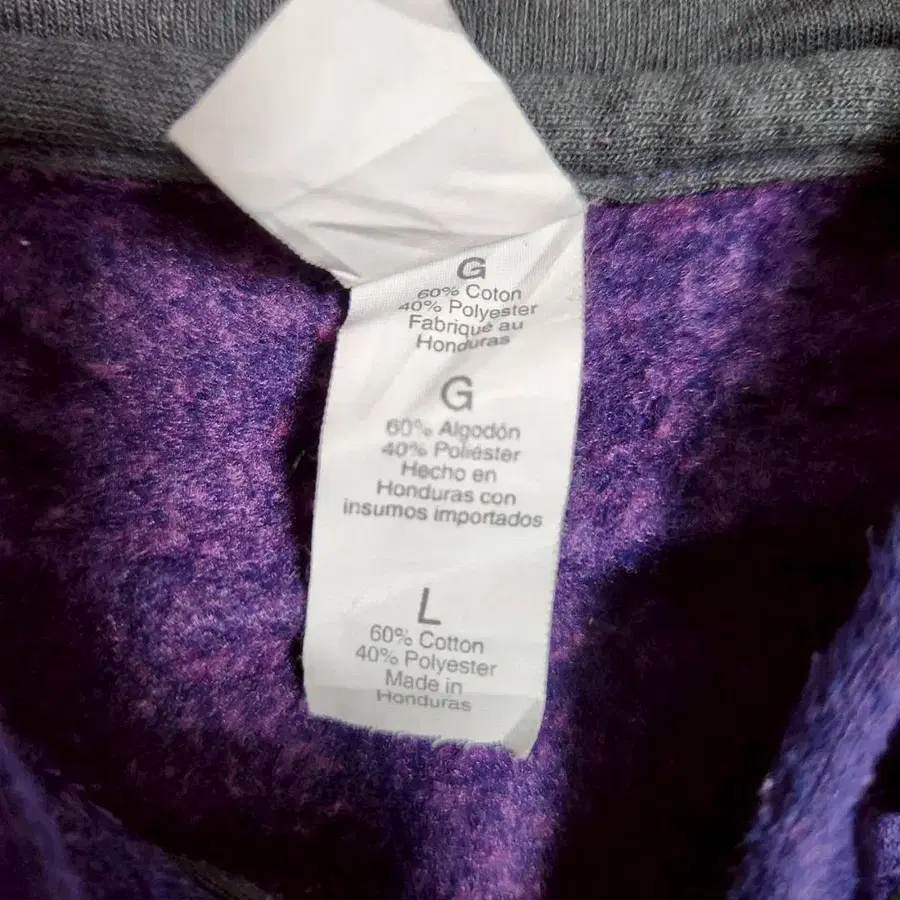 G
60% Coton
40% Polyester
Fabriqué au
Honduras
G
60% Algodón
40% Poliéster
Hecho en
Honduras con
insumos importados
L
60% Cotton
40% Polyester
Made in
Honduras